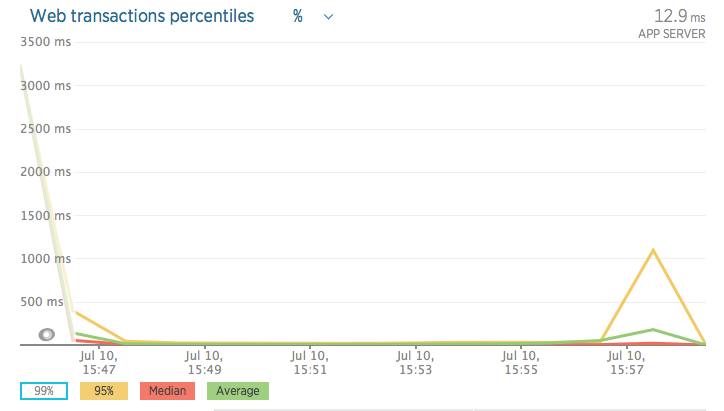 Web transactions percentiles %
12.9 ms
APP SERVER
3500 ms
3000 ms
2500 ms
2000 ms
1500 ms
1000 ms
500 ms
Jul 10, Jul 10, Jul 10, Jul 10, Jul 10, Jul 10,
15:47 15:49 15:51 15:53 15:55 15:57
99% 95% Median Average